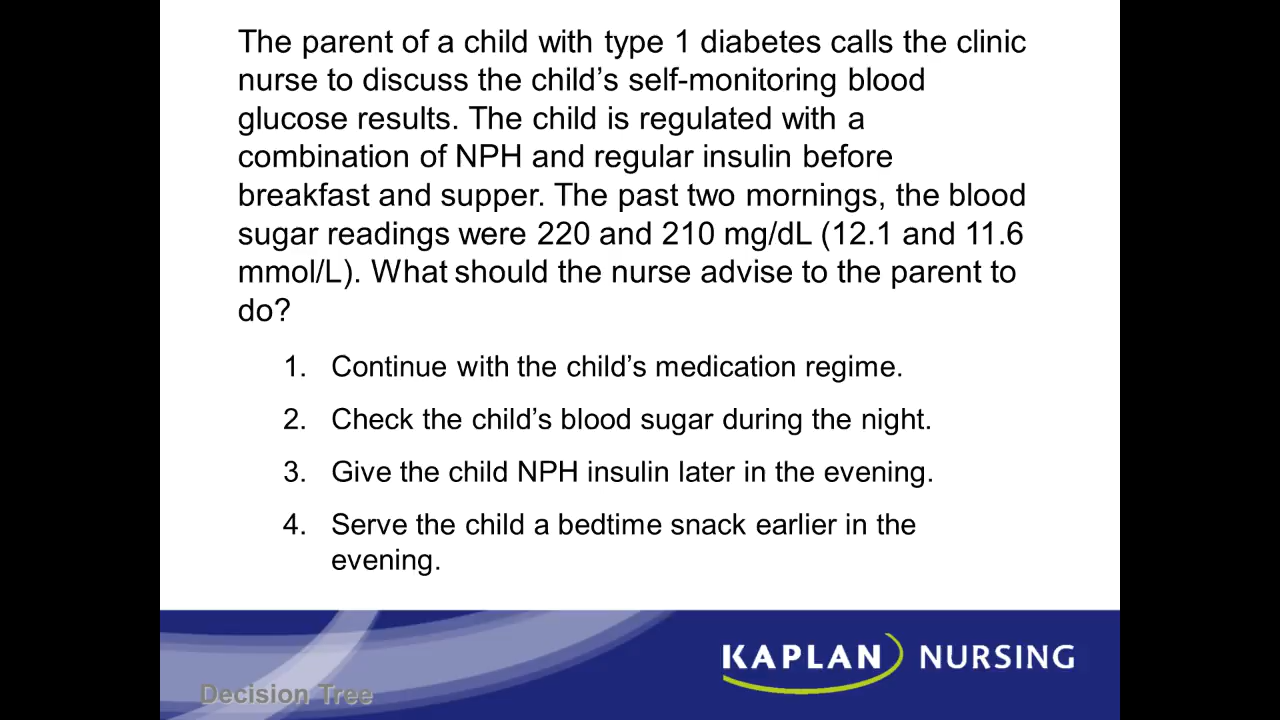 The parent of a child with type 1 diabetes calls the clinic
nurse to discuss the child’s self-monitoring blood
glucose results. The child is regulated with a
combination of NPH and regular insulin before
breakfast and supper. The past two mornings, the blood
sugar readings were 220 and 210 mg/dL (12.1 and 11.6
mmol/L). What should the nurse advise to the parent to
do?
1. Continue with the child’s medication regime.
2. Check the child’s blood sugar during the night.
3. Give the child NPH insulin later in the evening.
4. Serve the child a bedtime snack earlier in the
evening.
KAPLAN NURSING
Decision Tree